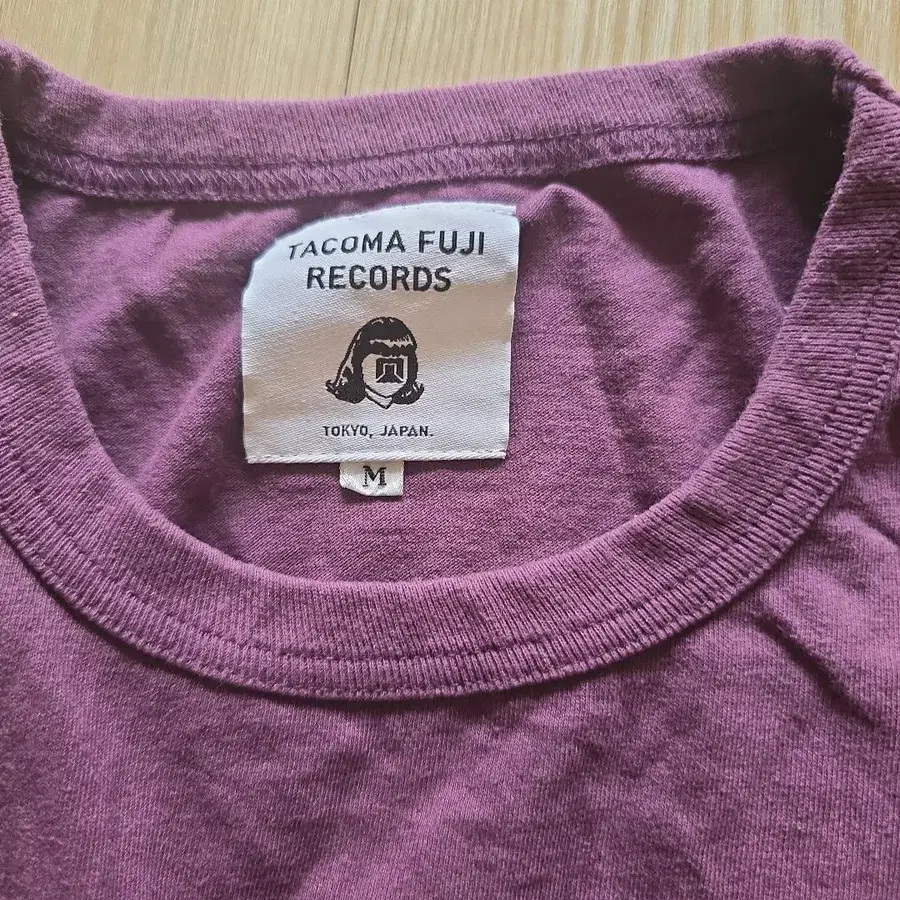 TACOMA FUJI
RECORDS
TOKYO, JAPAN.
M